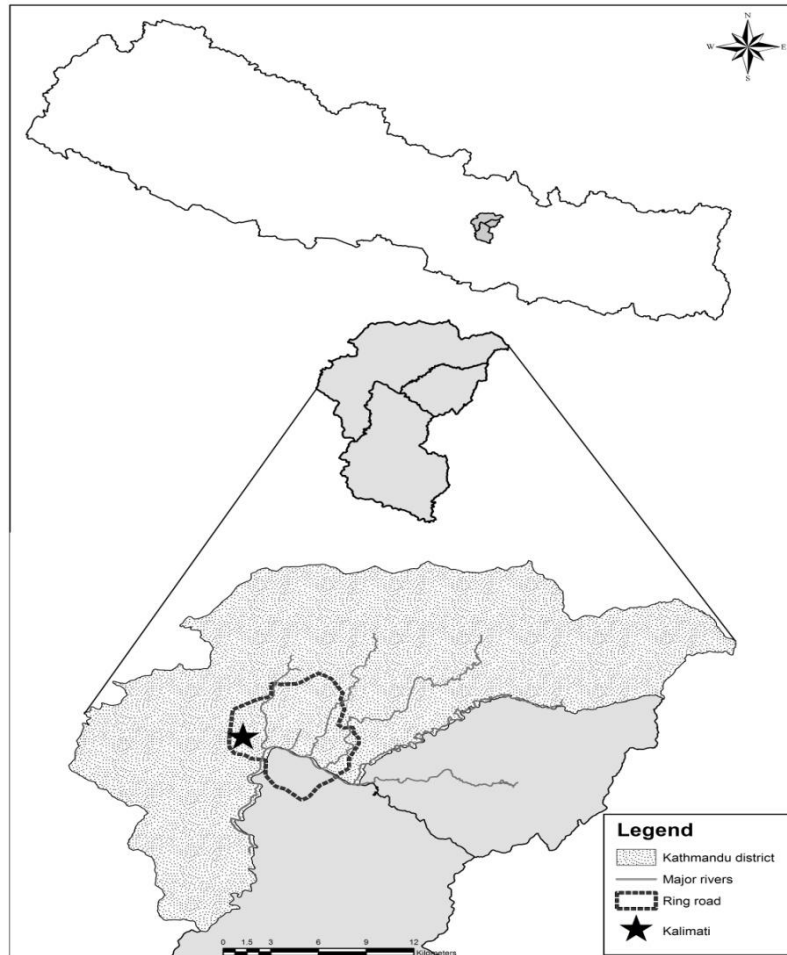 N
W E
S
Legend
Kathmandu district
Major rivers
Ring road
Kalimati
0 1.5 3 6 9 12
Kilometers